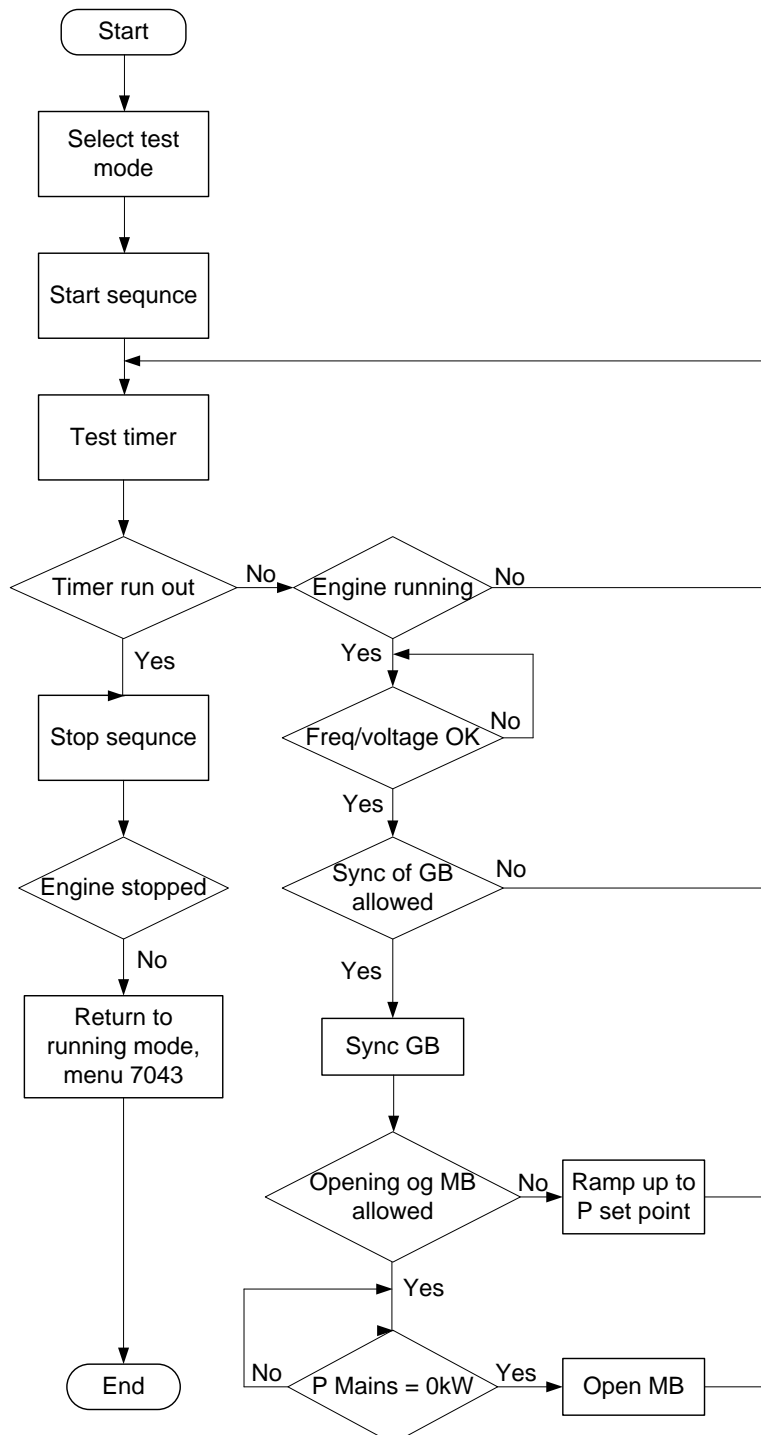 Start
Select test
mode
Start sequnce
Test timer
Timer run out
No
Engine running
No
Yes
Yes
Stop sequnce
Freq/voltage OK
No
Yes
Engine stopped
Sync of GB
allowed
No
No
Yes
Return to
running mode,
menu 7043
Sync GB
Opening og MB
allowed
No
Ramp up to
P set point
Yes
End
No
P Mains = 0kW
Yes
Open MB